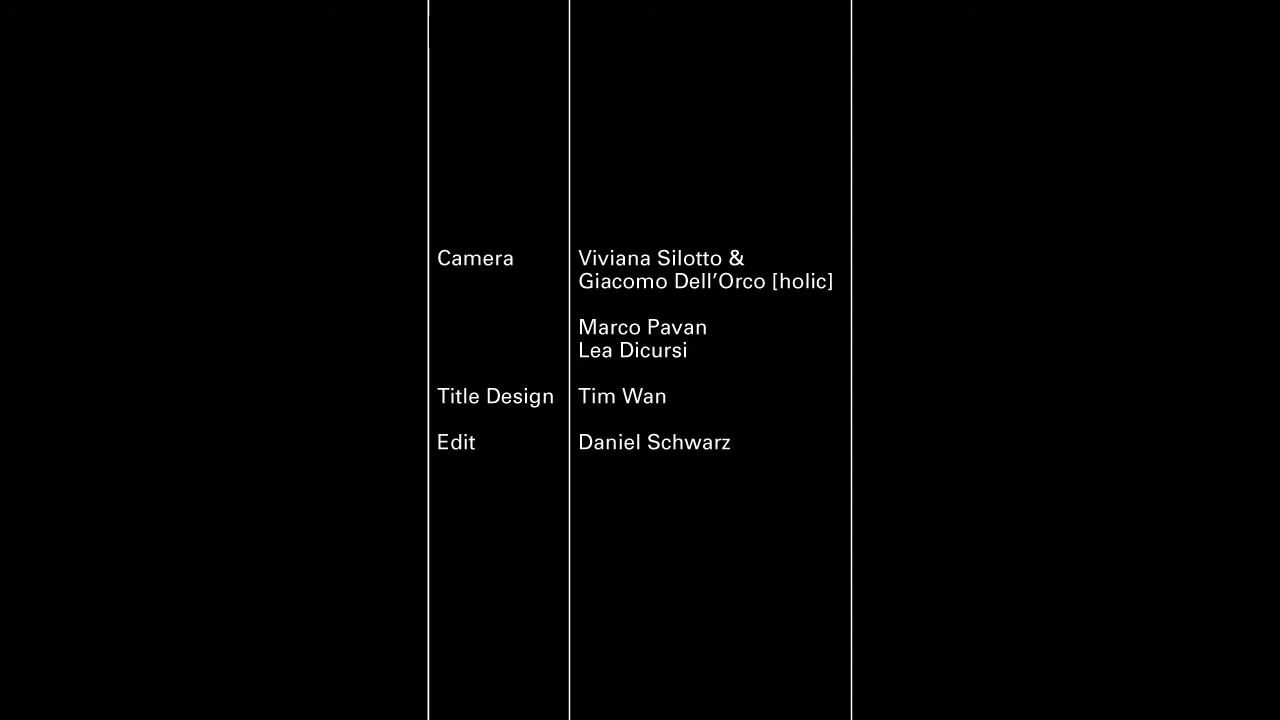 Camera Viviana Silotto &
Giacomo Dell’Orco [holic]
Marco Pavan
Lea Dicursi
Title Design Tim Wan
Edit Daniel Schwarz